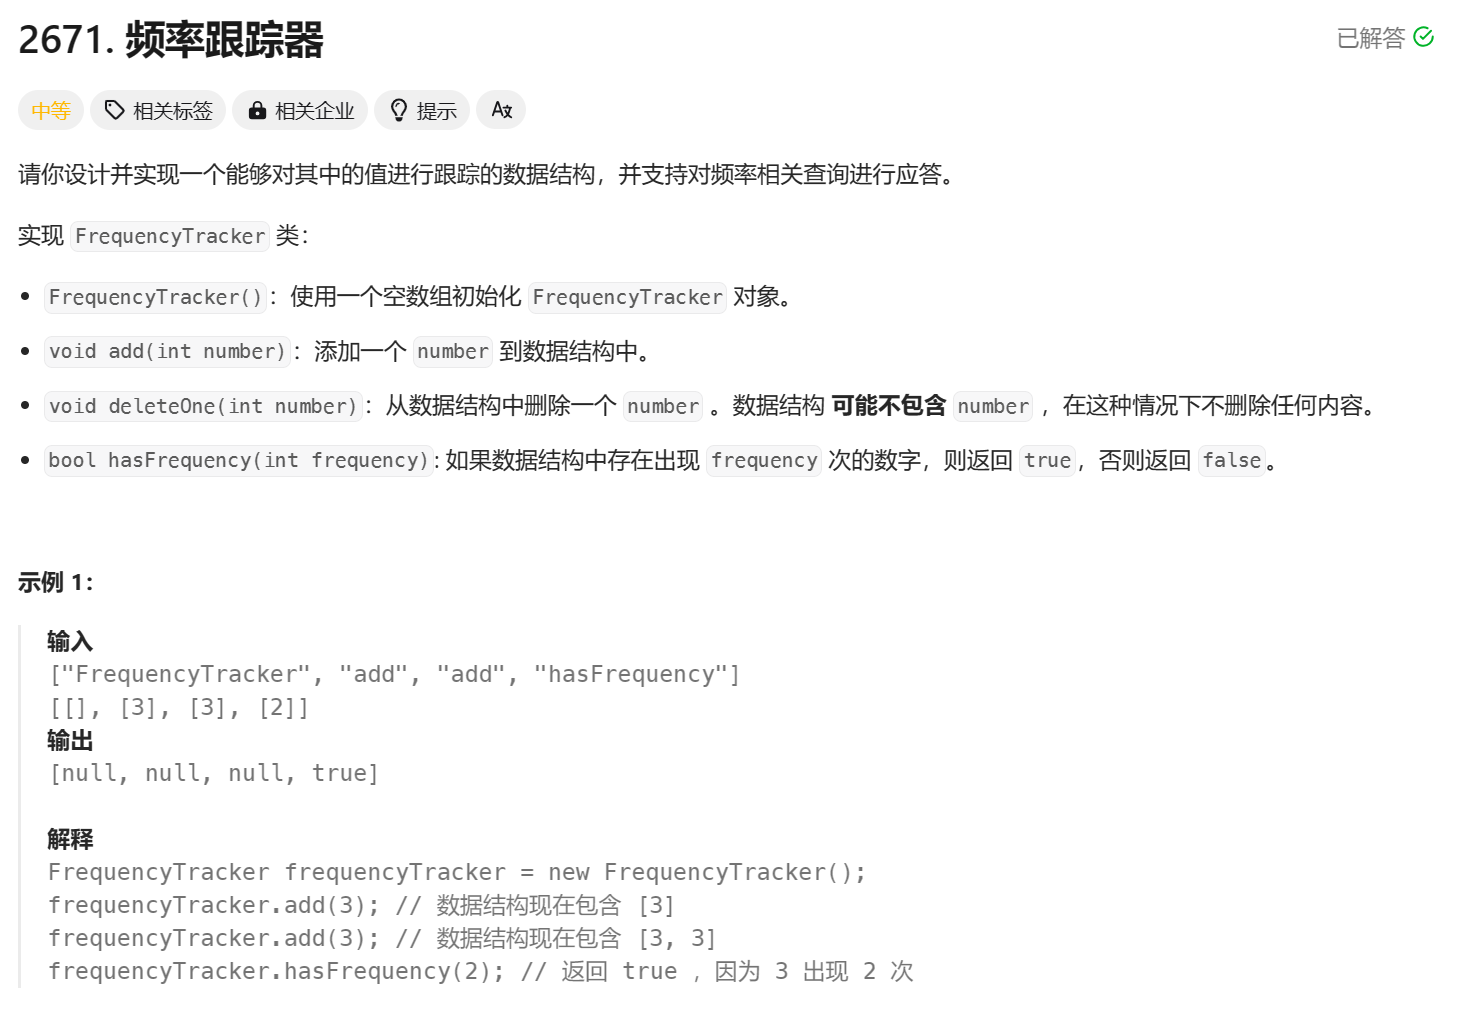 2671. 频率跟踪器
已解答
中等 相关标签 相关企业 提示 A文
请你设计并实现一个能够对其中的值进行跟踪的数据结构，并支持对频率相关查询进行应答。
实现 FrequencyTracker 类：
• FrequencyTracker()：使用一个空数组初始化 FrequencyTracker 对象。
• void add(int number)：添加一个 number 到数据结构中。
• void deleteOne(int number)：从数据结构中删除一个 number 。数据结构 可能不包含 number ，在这种情况下不删除任何内容。
• bool hasFrequency(int frequency): 如果数据结构中存在出现 frequency 次的数字，则返回 true，否则返回 false。
示例 1：
输入
["FrequencyTracker", "add", "add", "hasFrequency"]
[[], [3], [3], [2]]
输出
[null, null, null, true]
解释
FrequencyTracker frequencyTracker = new FrequencyTracker();
frequencyTracker.add(3); // 数据结构现在包含 [3]
frequencyTracker.add(3); // 数据结构现在包含 [3, 3]
frequencyTracker.hasFrequency(2); // 返回 true ，因为 3 出现 2 次